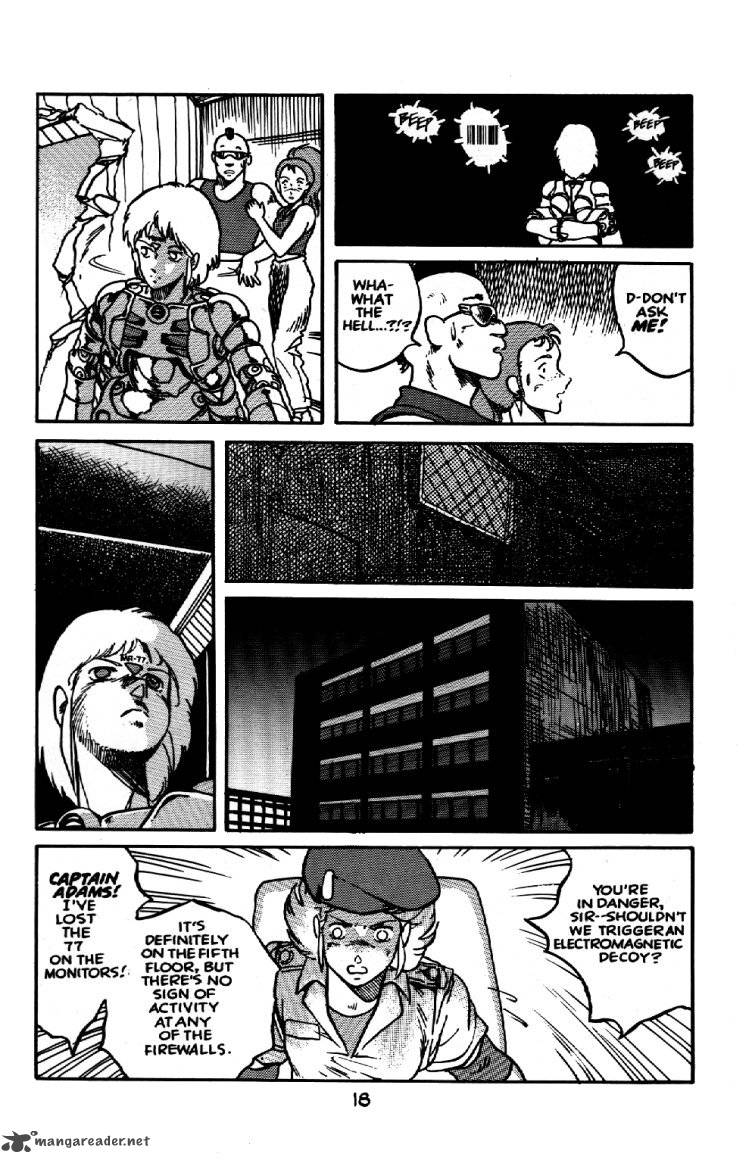 BEEP
BEEP
BEEP
WHA-
WHAT
THE
HELL...?!?
D-DON'T
ASK
ME!
CAPTAIN
ADAMS!
I'VE
LOST
THE
77
ON THE
MONITORS!
IT'S
DEFINITELY
ON THE FIFTH
FLOOR, BUT
THERE'S NO
SIGN OF
ACTIVITY
AT ANY
OF THE
FIREWALLS.
YOU'RE
IN DANGER,
SIR--SHOULDN'T
WE TRIGGER AN
ELECTROMAGNETIC
DECOY?
18
mangareader.net